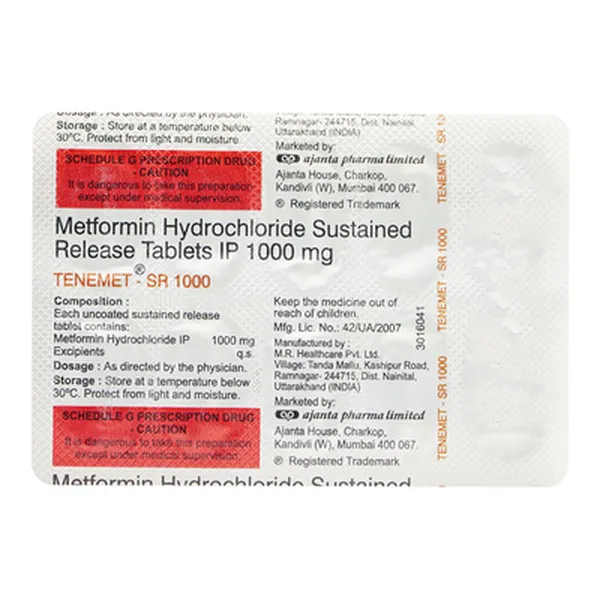 Dosage : As directed by the physician.
Storage : Store at a temperature below
30°C. Protect from light and moisture.
SCHEDULE G PRESCRIPTION DRUG
- CAUTION
It is dangerous to take this preparation
except under medical supervision.
Ramnagar- 244715, Dist. Nainital,
Uttarakhand (INDIA)
Marketed by:
ap ajanta pharma limited
Ajanta House, Charkop,
Kandivli (W), Mumbai 400 067.
® Registered Trademark
Metformin Hydrochloride Sustained
Release Tablets IP 1000 mg
TENEMET® - SR 1000
Composition :
Each uncoated sustained release
tablet contains:
Metformin Hydrochloride IP 1000 mg
Excipients q.s.
Dosage : As directed by the physician.
Storage : Store at a temperature below
30°C. Protect from light and moisture.
SCHEDULE G PRESCRIPTION DRUG
- CAUTION
It is dangerous to take this preparation
except under medical supervision.
Keep the medicine out of
reach of children.
Mfg. Lic. No.: 42/UA/2007
Manufactured by :
M.R. Healthcare Pvt. Ltd.
Village: Tanda Mallu, Kashipur Road,
Ramnagar- 244715, Dist. Nainital,
Uttarakhand (INDIA)
Marketed by:
ap ajanta pharma limited
Ajanta House, Charkop,
Kandivli (W), Mumbai 400 067.
® Registered Trademark
3016041
TENEMET - SR 10
TENEMET - SR 1000
TENEMET - SR 1000
Metformin Hydrochloride Sustained